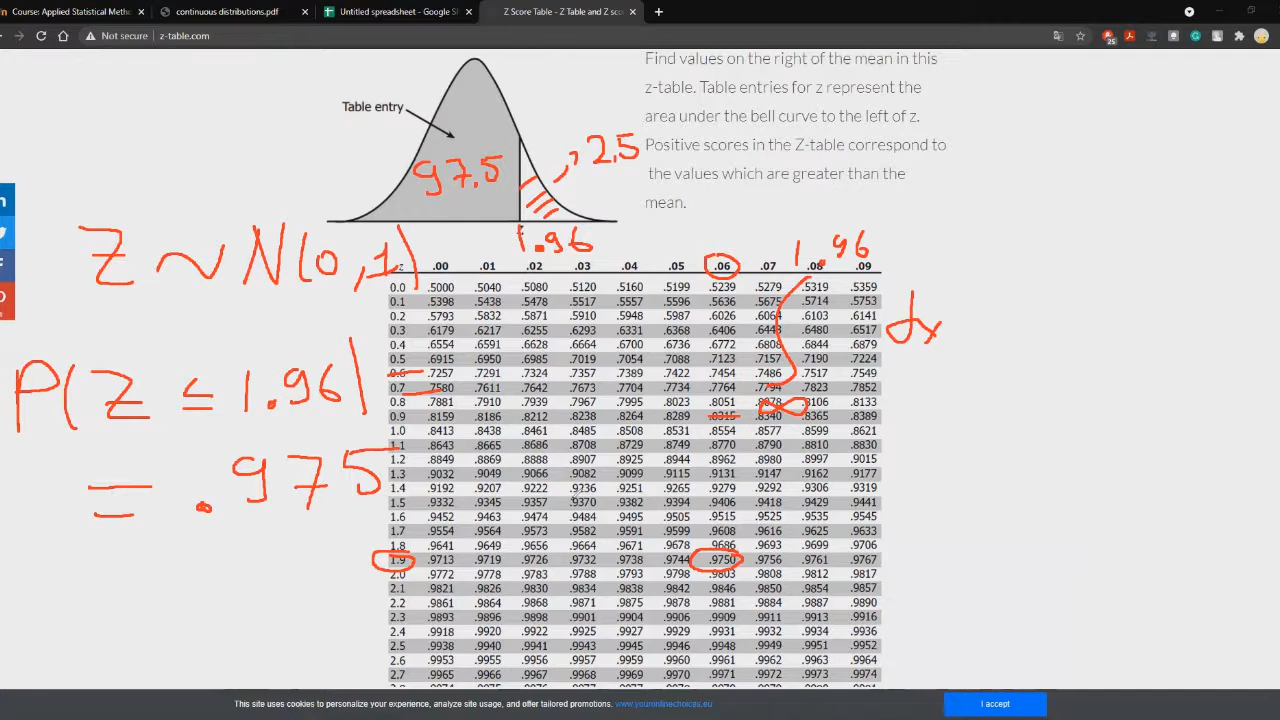 Course: Applied Statistical Method
continuous distributions.pdf
Untitled spreadsheet - Google Sh
Z Score Table - Z Table and Z sco
Not secure | z-table.com
Find values on the right of the mean in this
z-table. Table entries for z represent the
area under the bell curve to the left of z.
Positive scores in the Z-table correspond to
the values which are greater than the
mean.
Table entry
97.5
2.5
1.96
Z ~ N(0,1)
P(Z ≤ 1.96)
= .975
1.96
∫ dx
∞
z .00 .01 .02 .03 .04 .05 .06 .07 .08 .09
0.0 .5000 .5040 .5080 .5120 .5160 .5199 .5239 .5279 .5319 .5359
0.1 .5398 .5438 .5478 .5517 .5557 .5596 .5636 .5675 .5714 .5753
0.2 .5793 .5832 .5871 .5910 .5948 .5987 .6026 .6064 .6103 .6141
0.3 .6179 .6217 .6255 .6293 .6331 .6368 .6406 .6443 .6480 .6517
0.4 .6554 .6591 .6628 .6664 .6700 .6736 .6772 .6808 .6844 .6879
0.5 .6915 .6950 .6985 .7019 .7054 .7088 .7123 .7157 .7190 .7224
0.6 .7257 .7291 .7324 .7357 .7389 .7422 .7454 .7486 .7517 .7549
0.7 .7580 .7611 .7642 .7673 .7704 .7734 .7764 .7794 .7823 .7852
0.8 .7881 .7910 .7939 .7967 .7995 .8023 .8051 .8078 .8106 .8133
0.9 .8159 .8186 .8212 .8238 .8264 .8289 .8315 .8340 .8365 .8389
1.0 .8413 .8438 .8461 .8485 .8508 .8531 .8554 .8577 .8599 .8621
1.1 .8643 .8665 .8686 .8708 .8729 .8749 .8770 .8790 .8810 .8830
1.2 .8849 .8869 .8888 .8907 .8925 .8944 .8962 .8980 .8997 .9015
1.3 .9032 .9049 .9066 .9082 .9099 .9115 .9131 .9147 .9162 .9177
1.4 .9192 .9207 .9222 .9236 .9251 .9265 .9279 .9292 .9306 .9319
1.5 .9332 .9345 .9357 .9370 .9382 .9394 .9406 .9418 .9429 .9441
1.6 .9452 .9463 .9474 .9484 .9495 .9505 .9515 .9525 .9535 .9545
1.7 .9554 .9564 .9573 .9582 .9591 .9599 .9608 .9616 .9625 .9633
1.8 .9641 .9649 .9656 .9664 .9671 .9678 .9686 .9693 .9699 .9706
1.9 .9713 .9719 .9726 .9732 .9738 .9744 .9750 .9756 .9761 .9767
2.0 .9772 .9778 .9783 .9788 .9793 .9798 .9803 .9808 .9812 .9817
2.1 .9821 .9826 .9830 .9834 .9838 .9842 .9846 .9850 .9854 .9857
2.2 .9861 .9864 .9868 .9871 .9875 .9878 .9881 .9884 .9887 .9890
2.3 .9893 .9896 .9898 .9901 .9904 .9906 .9909 .9911 .9913 .9916
2.4 .9918 .9920 .9922 .9925 .9927 .9929 .9931 .9932 .9934 .9936
2.5 .9938 .9940 .9941 .9943 .9945 .9946 .9948 .9949 .9951 .9952
2.6 .9953 .9955 .9956 .9957 .9959 .9960 .9961 .9962 .9963 .9964
2.7 .9965 .9966 .9967 .9968 .9969 .9970 .9971 .9972 .9973 .9974
This site uses cookies to personalize your experience, analyze site usage, and offer tailored promotions. www.youronlinechoices.eu
I accept